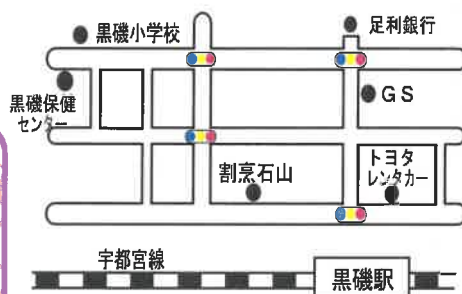 黒磯小学校
足利銀行
黒磯保健
センター
GS
割烹石山
トヨタ
レンタカー
宇都宮線
黒磯駅